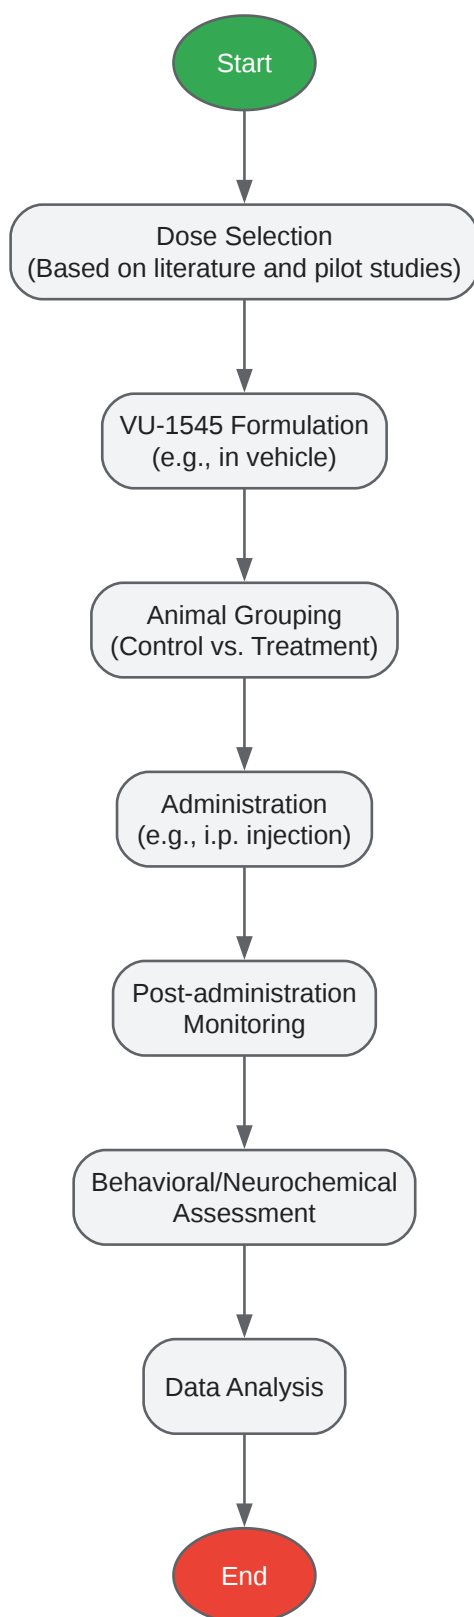 Start
Dose Selection
(Based on literature and pilot studies)
VU-1545 Formulation
(e.g., in vehicle)
Animal Grouping
(Control vs. Treatment)
Administration
(e.g., i.p. injection)
Post-administration
Monitoring
Behavioral/Neurochemical
Assessment
Data Analysis
End